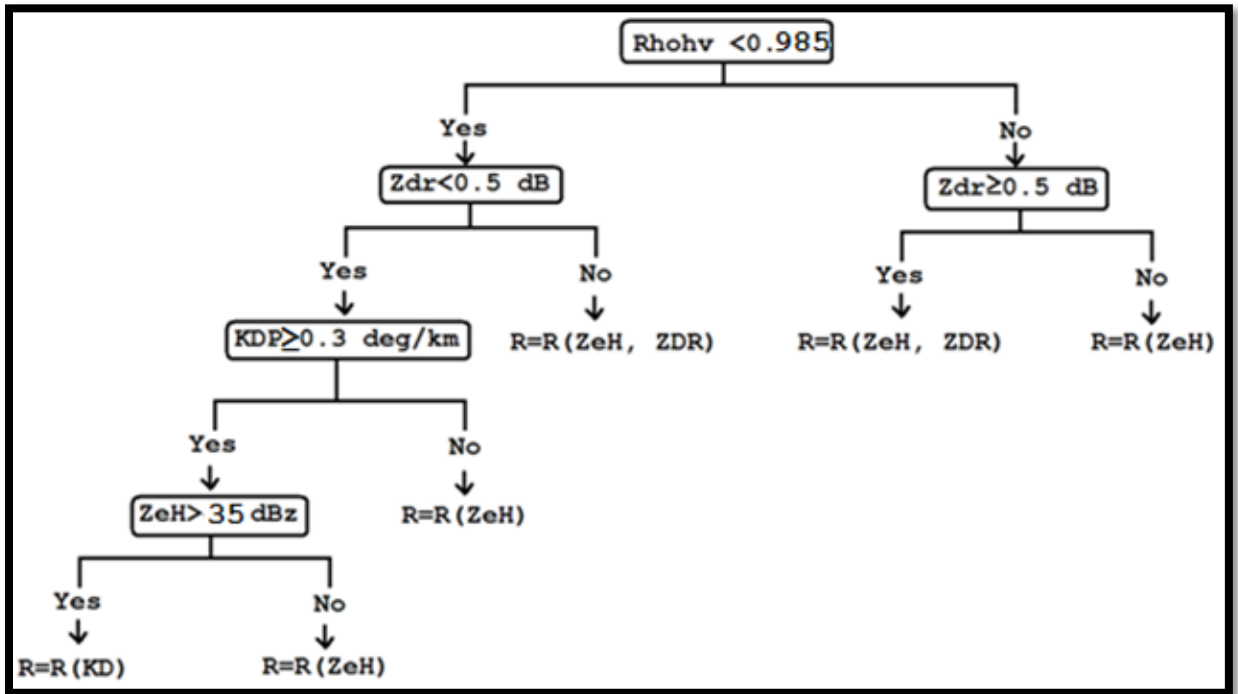 Rhohv <0.985
Yes
No
Zdr<0.5 dB
Zdr≥0.5 dB
Yes
No
Yes
No
KDP≥0.3 deg/km
R=R(ZeH, ZDR)
R=R(ZeH, ZDR)
R=R(ZeH)
Yes
No
ZeH> 35 dBz
R=R(ZeH)
Yes
No
R=R(KD)
R=R(ZeH)